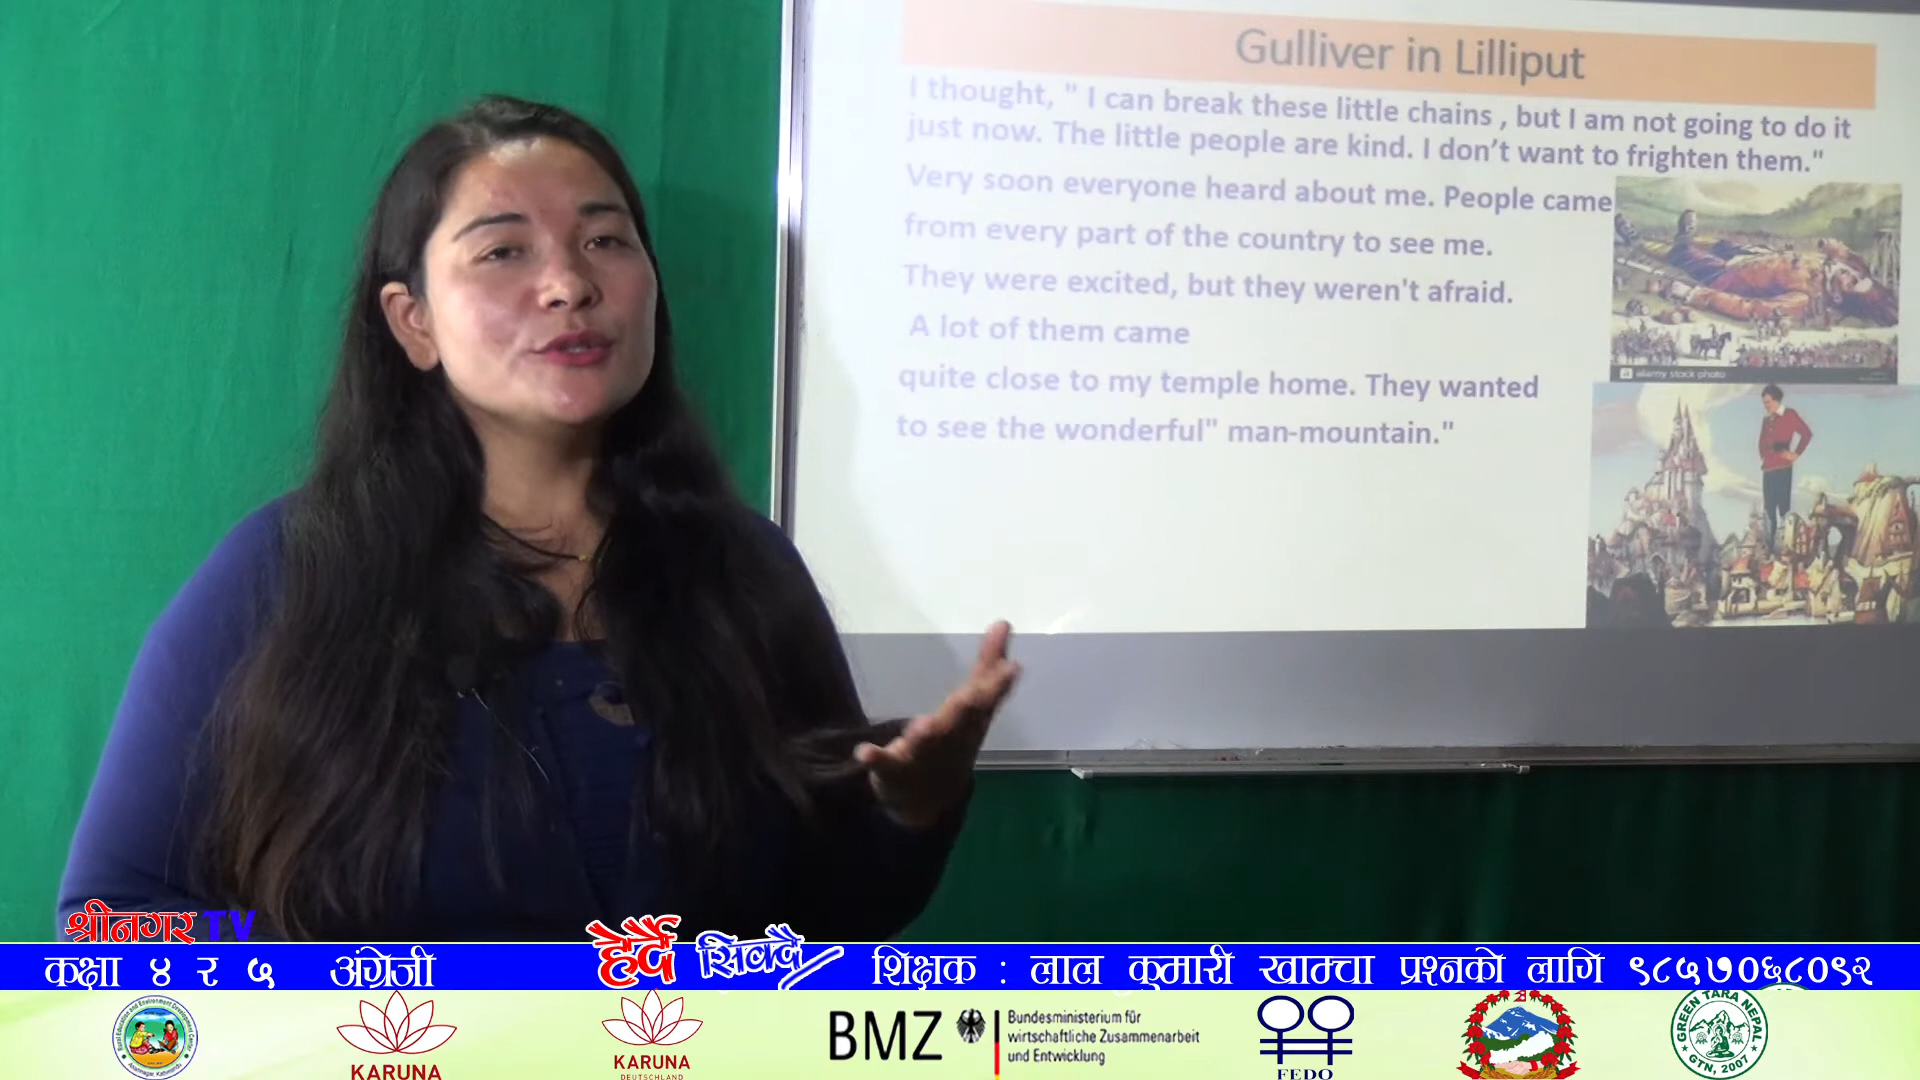 Gulliver in Lilliput
I thought, " I can break these little chains , but I am not going to do it
just now. The little people are kind. I don't want to frighten them."
Very soon everyone heard about me. People came
from every part of the country to see me.
They were excited, but they weren't afraid.
A lot of them came
quite close to my temple home. They wanted
to see the wonderful" man-mountain."
a alamy stock photo
श्रीनगर TV
हेर्दै सिक्दै
कक्षा ४ र ५ अंग्रेजी
शिक्षक : लाल कुमारी खाम्चा प्रश्नको लागि ९८५७०६८०९२
KARUNA
KARUNA
DEUTSCHLAND
BMZ
Bundesministerium für
wirtschaftliche Zusammenarbeit
und Entwicklung
FEDO
GREEN TARA NEPAL
GTN, 2007